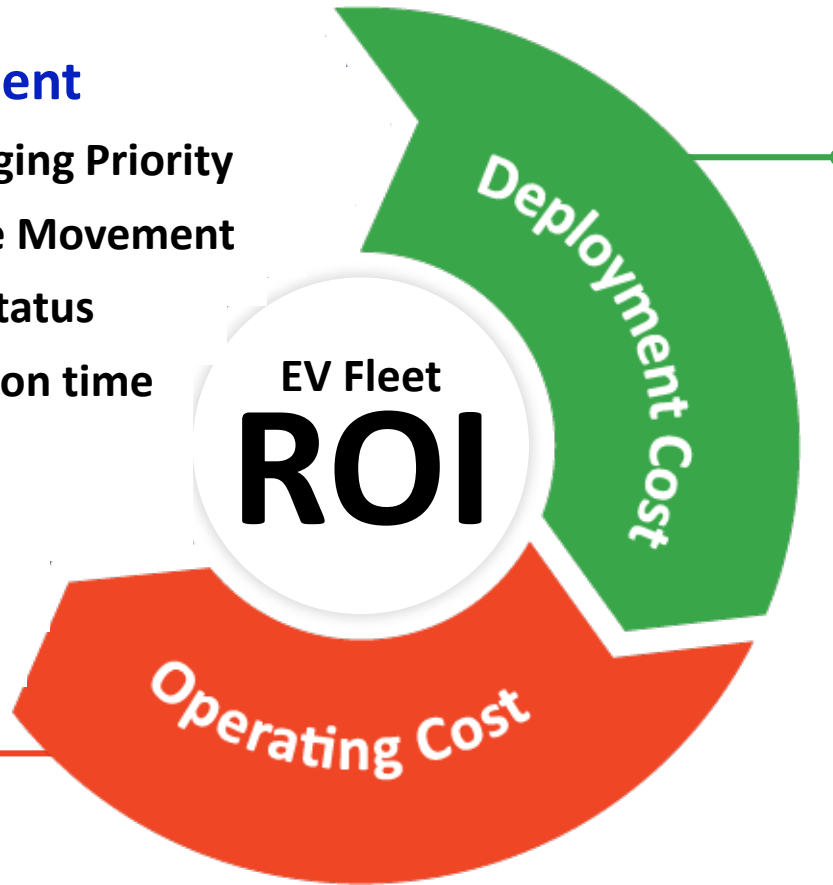 ent
ging Priority
e Movement
tatus
on time
EV Fleet
ROI
Deployment Cost
Operating Cost